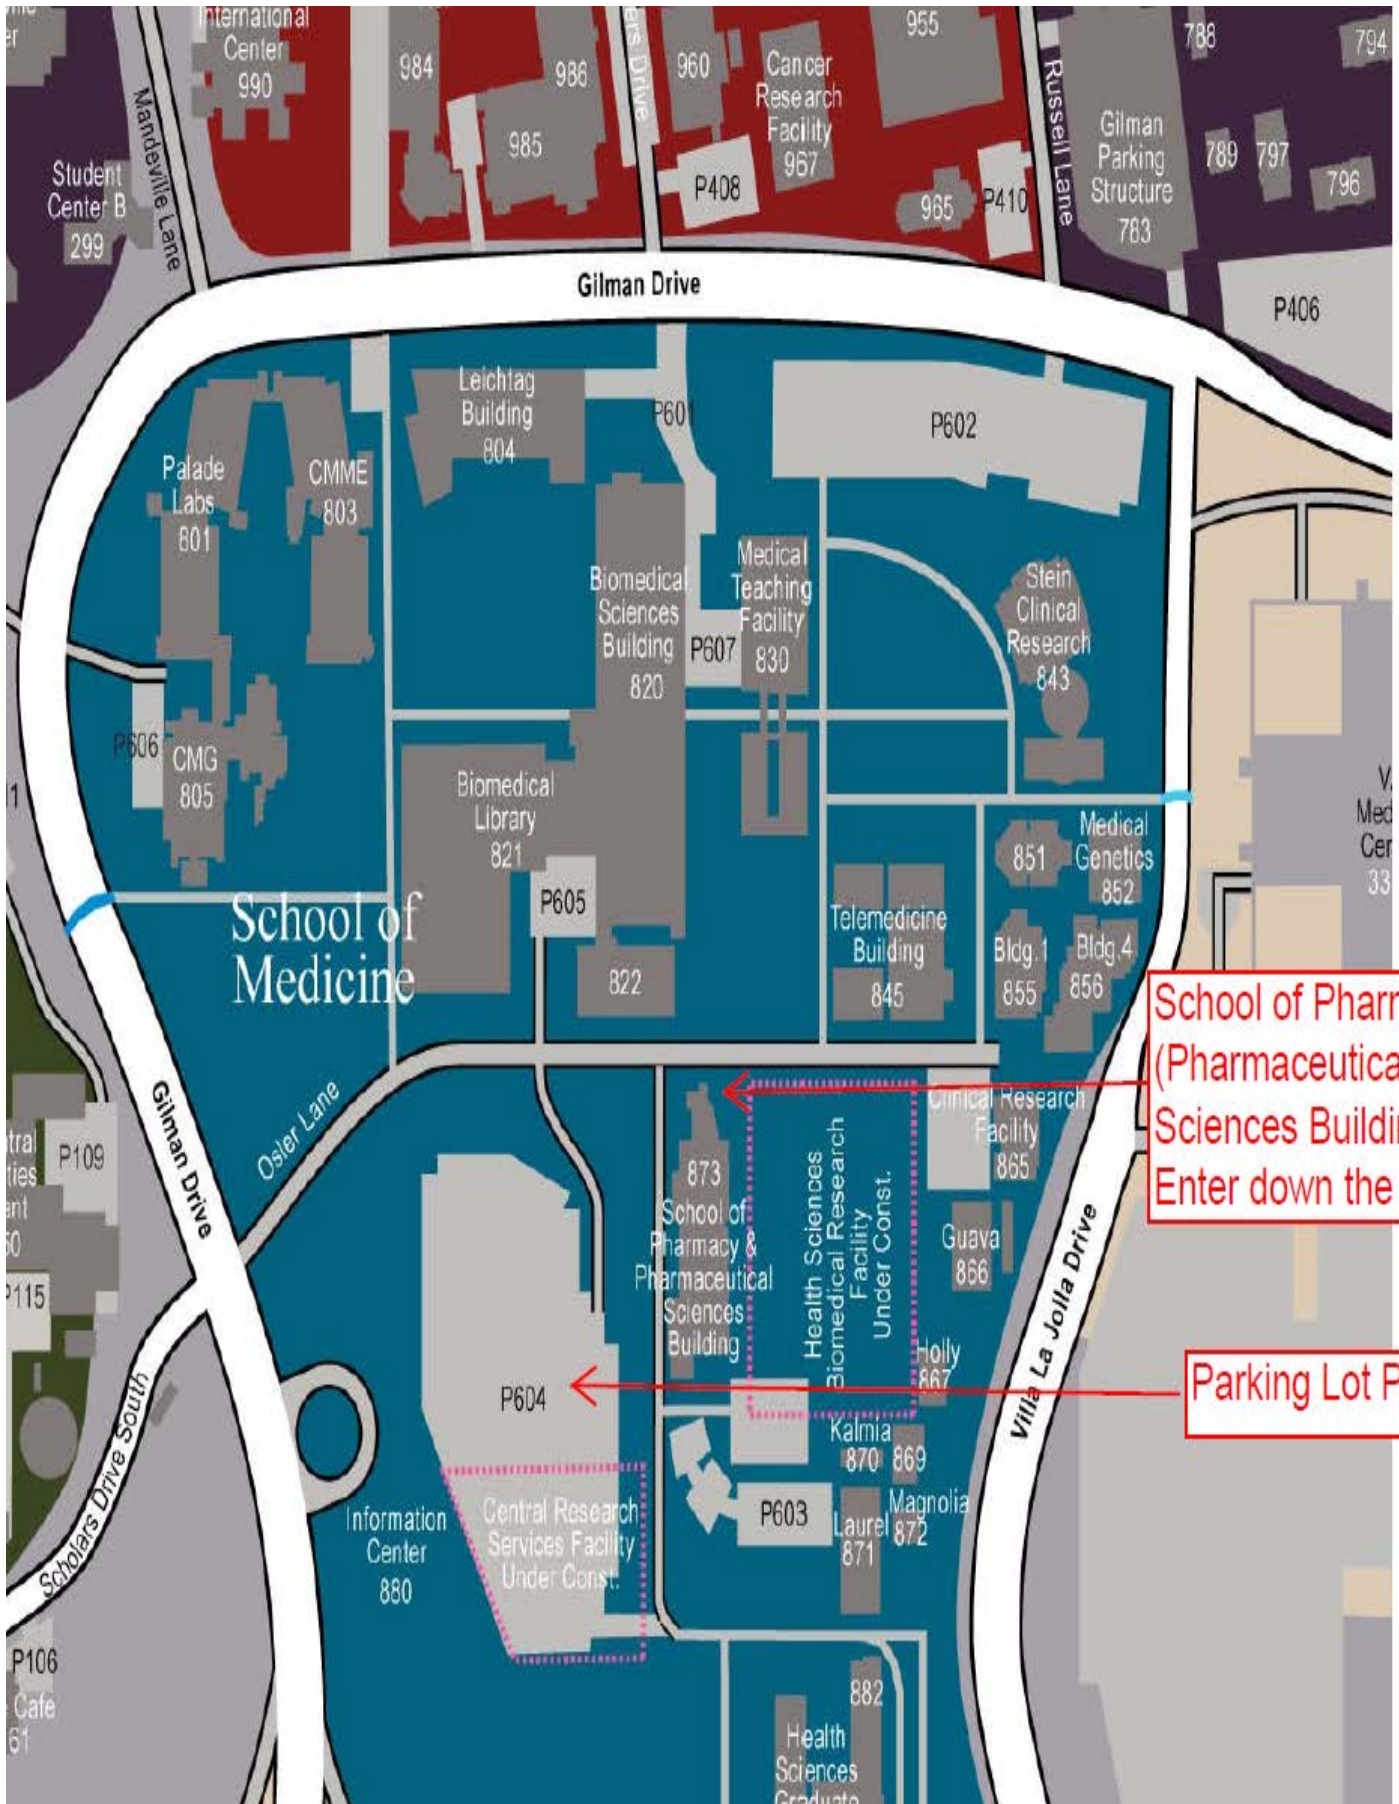 International
Center
990
984
986
985
960
Cancer
Research
Facility
967
955
P408
965
P410
Russell Lane
Gilman
Parking
Structure
783
788
794
789
797
796
P406
Mandeville Lane
Student
Center B
299
Gilman Drive
Leichtag
Building
804
P601
P602
Palade
Labs
801
CMME
803
Biomedical
Sciences
Building
820
Medical
Teaching
Facility
830
P607
Stein
Clinical
Research
843
P606
CMG
805
Biomedical
Library
821
P605
822
School of
Medicine
Telemedicine
Building
845
851
Medical
Genetics
852
Bldg.1
855
Bldg.4
856
School of Pharm
(Pharmaceutica
Sciences Buildi
Enter down the
Gilman Drive
Osler Lane
P109
P115
873
School of
Pharmacy &
Pharmaceutical
Sciences
Building
Health Sciences
Biomedical Research
Facility
Under Const.
Clinical Research
Facility
865
Guava
866
Holly
867
Villa La Jolla Drive
Parking Lot P
P604
Kalmia
870
869
Magnolia
872
P603
Laurel
871
Central Research
Services Facility
Under Const.
Information
Center
880
Scholars Drive South
P106
Cafe
61
882
Health
Sciences
Graduate